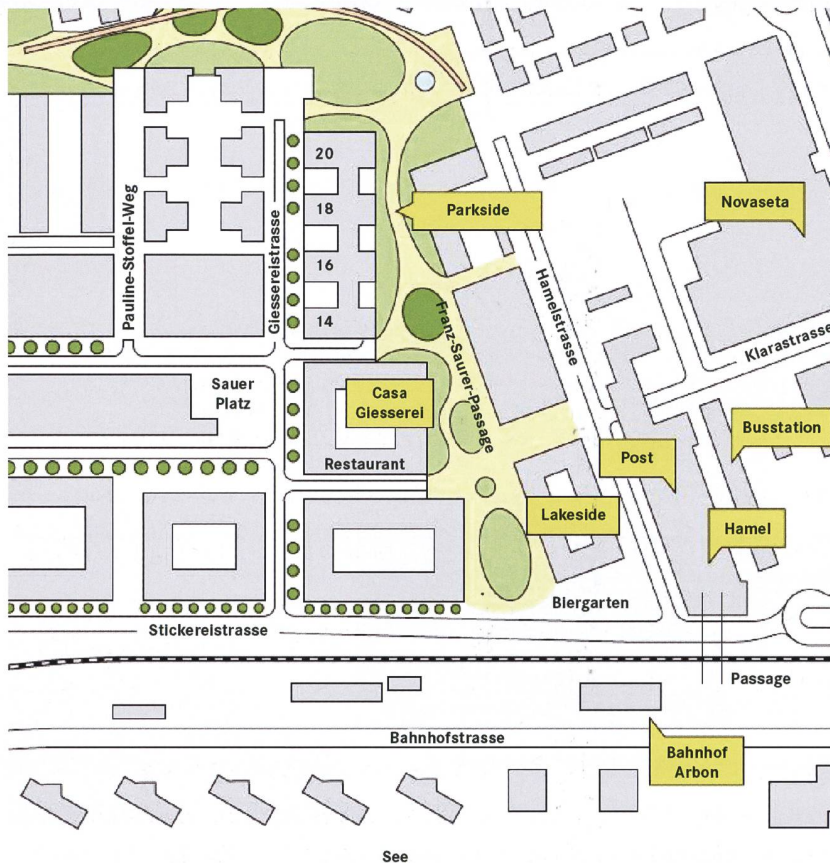 20
18
16
14
Pauline-Stoffel-Weg
Giessereistrasse
Parkside
Novaseta
Hamelstrasse
Franz-Saurer-Passage
Klarastrasse
Sauer
Platz
Casa
Giesserei
Restaurant
Busstation
Post
Lakeside
Hamel
Biergarten
Stickereistrasse
Passage
Bahnhofstrasse
Bahnhof
Arbon
See